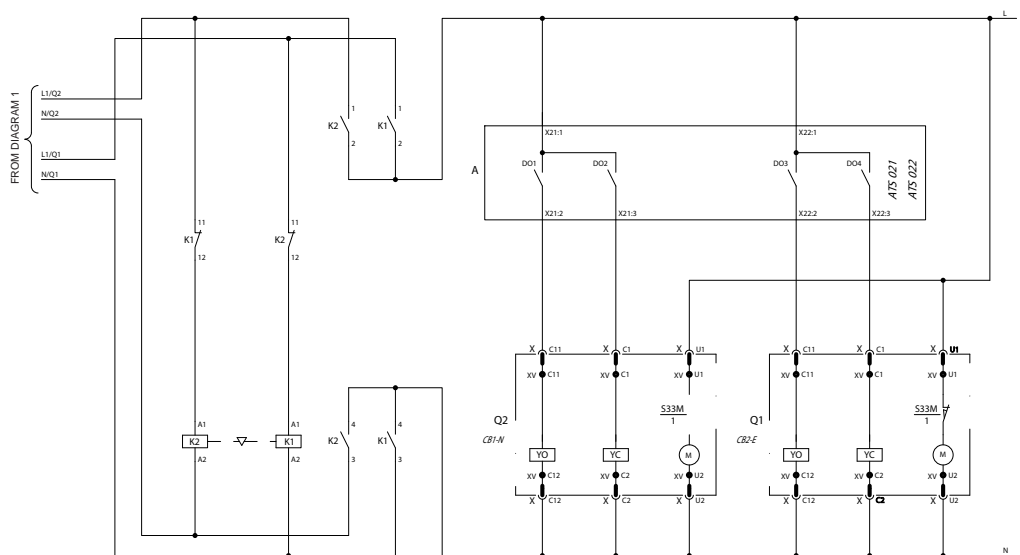 L
FROM DIAGRAM 1
L1/Q2
N/Q2
L1/Q1
N/Q1
1 1
K2 K1
2 2
X21:1 X22:1
A
DO1 DO2 DO3 DO4
ATS 021
ATS 022
X21:2 X21:3 X22:2 X22:3
11 11
K1 K2
12 12
X C11 X C1 X U1 X C11 X C1 X U1
XV C11 XV C1 XV U1 XV C11 XV C1 XV U1
S33M S33M
1 1
Q2 Q1
CB1-N CB2-E
A1 A1 4 4
K2 K1 K2 K1
A2 A2 3 3
YO YC M YO YC M
XV C12 XV C2 XV U2 XV C12 XV C2 XV U2
X C12 X C2 X U2 X C12 X C2 X U2
N